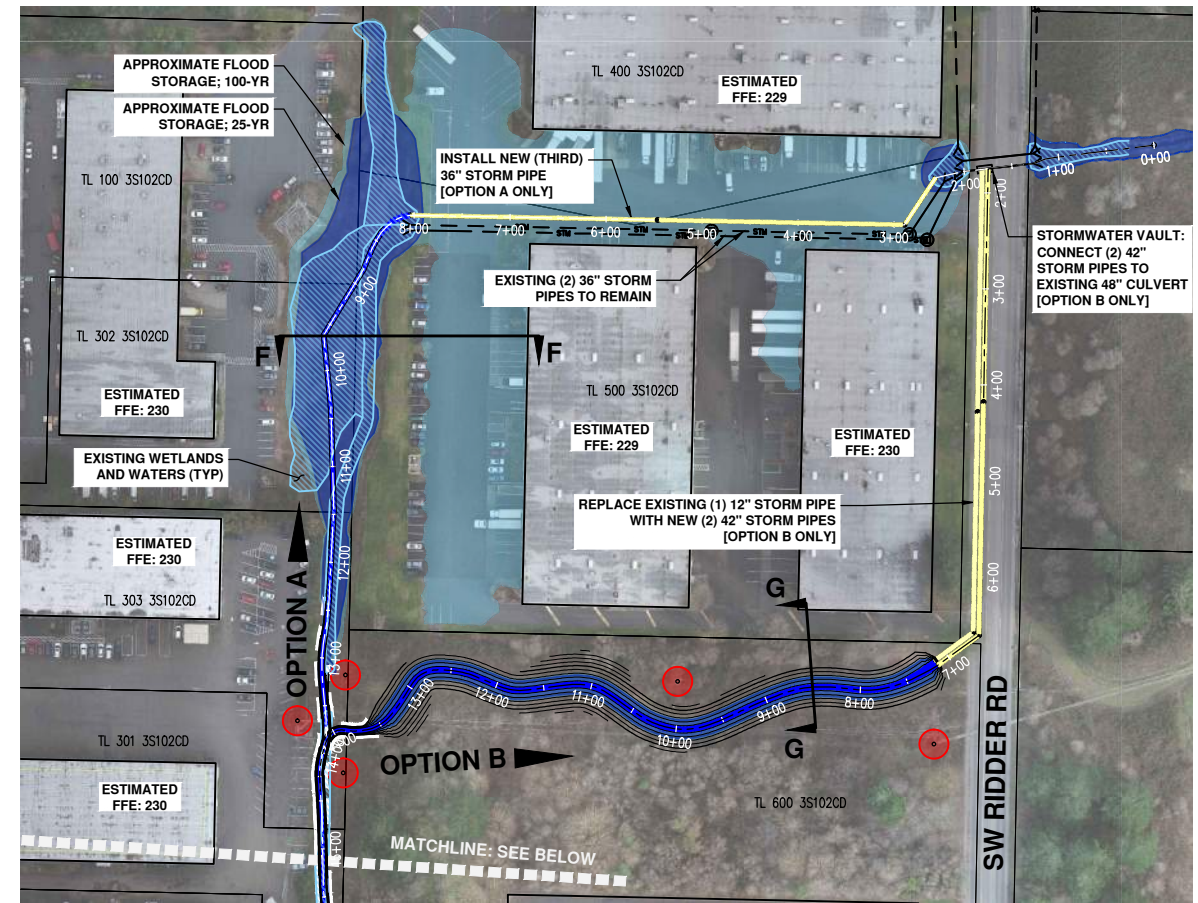 APPROXIMATE FLOOD
STORAGE; 100-YR
APPROXIMATE FLOOD
STORAGE; 25-YR
TL 400 3S102CD
ESTIMATED
FFE: 229
INSTALL NEW (THIRD)
36" STORM PIPE
[OPTION A ONLY]
TL 100 3S102CD
0+00
1+00
2+00
2+00
8+00
7+00
6+00
5+00
4+00
3+00
STM
STM
STM
STM
STORMWATER VAULT:
CONNECT (2) 42"
STORM PIPES TO
EXISTING 48" CULVERT
[OPTION B ONLY]
EXISTING (2) 36" STORM
PIPES TO REMAIN
9+00
3+00
TL 302 3S102CD
F
F
10+00
4+00
ESTIMATED
FFE: 230
TL 500 3S102CD
ESTIMATED
FFE: 229
ESTIMATED
FFE: 230
EXISTING WETLANDS
AND WATERS (TYP)
11+00
5+00
REPLACE EXISTING (1) 12" STORM PIPE
WITH NEW (2) 42" STORM PIPES
[OPTION B ONLY]
ESTIMATED
FFE: 230
12+00
6+00
TL 303 3S102CD
OPTION A
G
13+00
7+00
13+00
12+00
11+00
10+00
9+00
8+00
G
TL 301 3S102CD
OPTION B
SW RIDDER RD
ESTIMATED
FFE: 230
TL 600 3S102CD
MATCHLINE: SEE BELOW